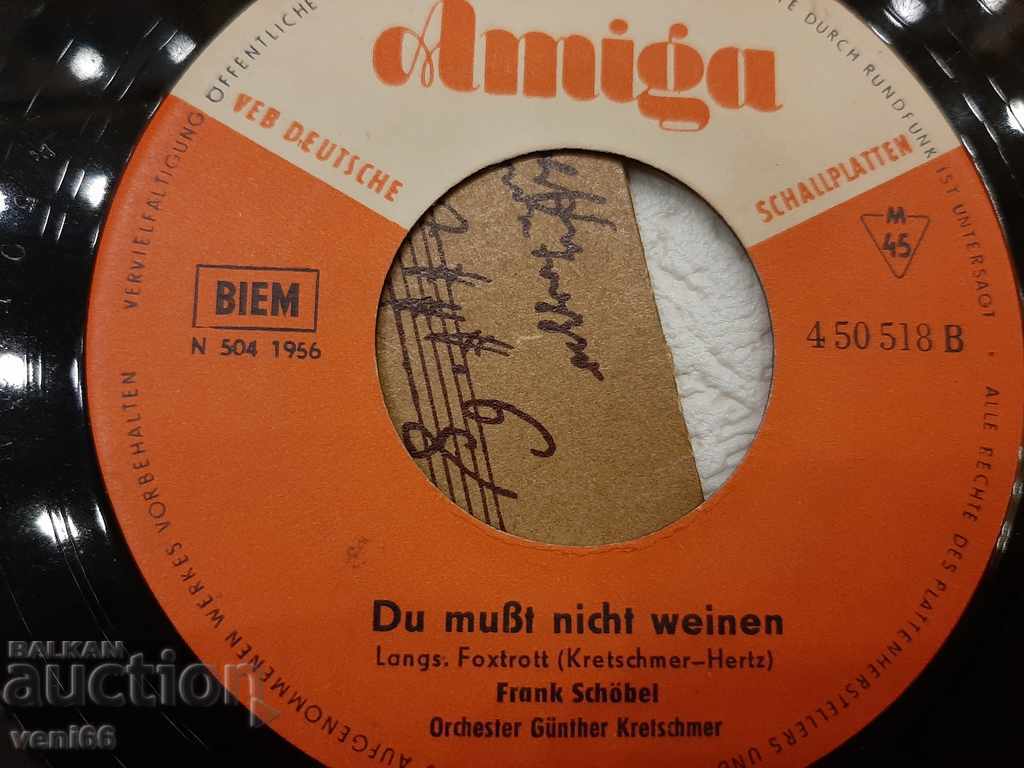 Amiga
VEB DEUTSCHE
SCHALLPLATTEN
BIEM
N 504 1956
M
45
4 50 518 B
Du mußt nicht weinen
Langs. Foxtrott (Kretschmer-Hertz)
Frank Schöbel
Orchester Günther Kretschmer
ALLE RECHTE DES PLATTENHERSTELLERS UND
AUFGENOMMENEN WERKES VORBEHALTEN · VERVIELFÄLTIGUNG ÖFFENTLICHE
DURCH RUNDFUNK IST UNTERSAGT ·
BALKAN
auction
veni66